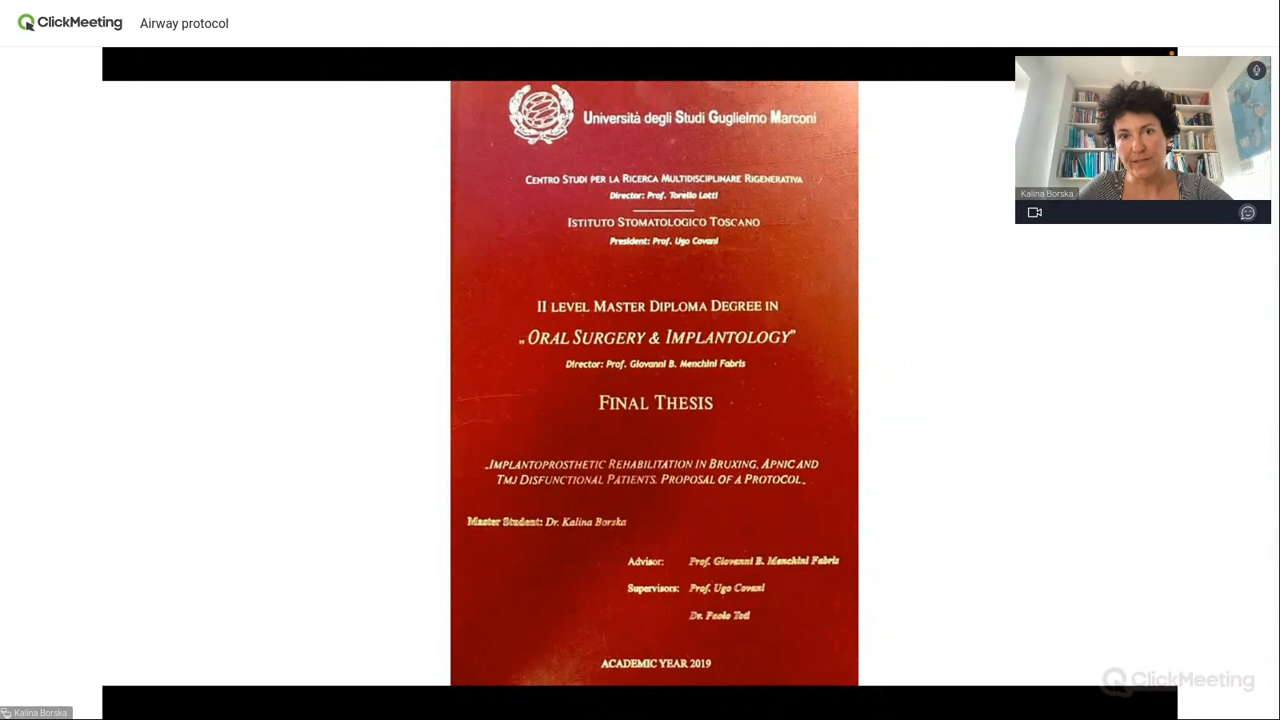 ClickMeeting Airway protocol
Università degli Studi Guglielmo Marconi
CENTRO STUDI PER LA RICERCA MULTIDISCIPLINARE RIGENERATIVA
Director: Prof. Torello Lotti
ISTITUTO STOMATOLOGICO TOSCANO
President: Prof. Ugo Covani
II LEVEL MASTER DIPLOMA DEGREE IN
„ORAL SURGERY & IMPLANTOLOGY”
Director: Prof. Giovanni B. Menchini Fabris
FINAL THESIS
„IMPLANTOPROSTHETIC REHABILITATION IN BRUXING, APNIC AND
TMJ DISFUNCTIONAL PATIENTS. PROPOSAL OF A PROTOCOL„
Master Student: Dr. Kalina Borska
Advisor: Prof. Giovanni B. Menchini Fabris
Supervisors: Prof. Ugo Covani
Dr. Paolo Toti
ACADEMIC YEAR 2019
Kalina Borska
ClickMeeting
Kalina Borska